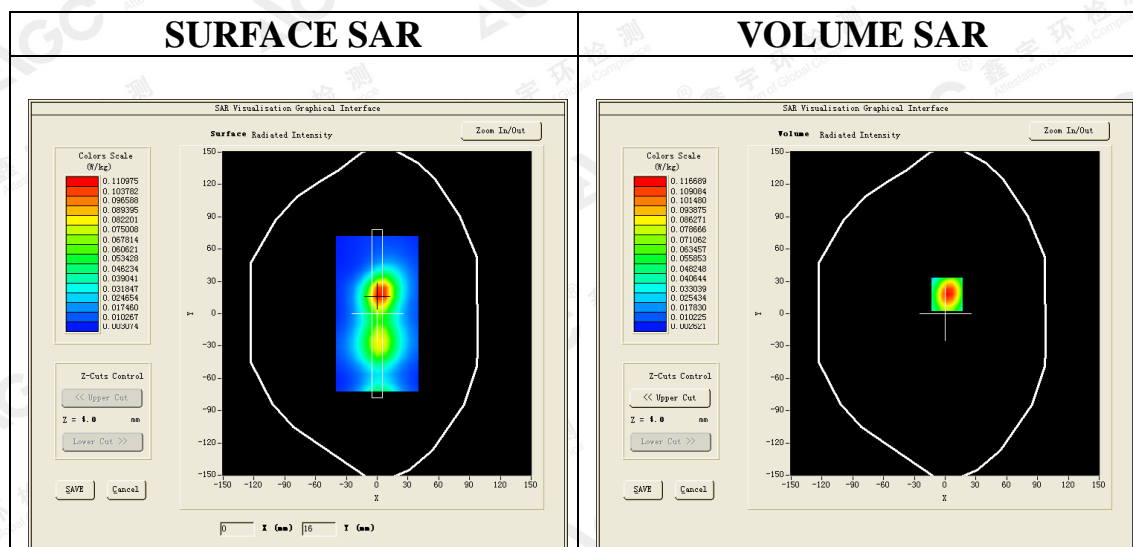 SURFACE SAR
VOLUME SAR
SAR Visualisation Graphical Interface
Surface Radiated Intensity
Zoom In/Out
Colors Scale
(W/kg)
0.110975
0.103782
0.096588
0.089395
0.082201
0.075008
0.067814
0.060621
0.053428
0.046234
0.039041
0.031847
0.024654
0.017460
0.010267
0.003074
150
120
90
60
30
0
-30
-60
-90
-120
-150
Y
-150 -120 -90 -60 -30 0 30 60 90 120 150
X
Z-Cuts Control
<< Upper Cut
Z = 4.0 mm
Lower Cut >>
SAVE Cancel
0 X (mm) 16 Y (mm)
SAR Visualisation Graphical Interface
Volume Radiated Intensity
Zoom In/Out
Colors Scale
(W/kg)
0.116689
0.109084
0.101480
0.093875
0.086271
0.078666
0.071062
0.063457
0.055853
0.048248
0.040644
0.033039
0.025434
0.017830
0.010225
0.002621
150
120
90
60
30
0
-30
-60
-90
-120
-150
Y
-150 -120 -90 -60 -30 0 30 60 90 120 150
X
Z-Cuts Control
<< Upper Cut
Z = 4.0 mm
Lower Cut >>
SAVE Cancel